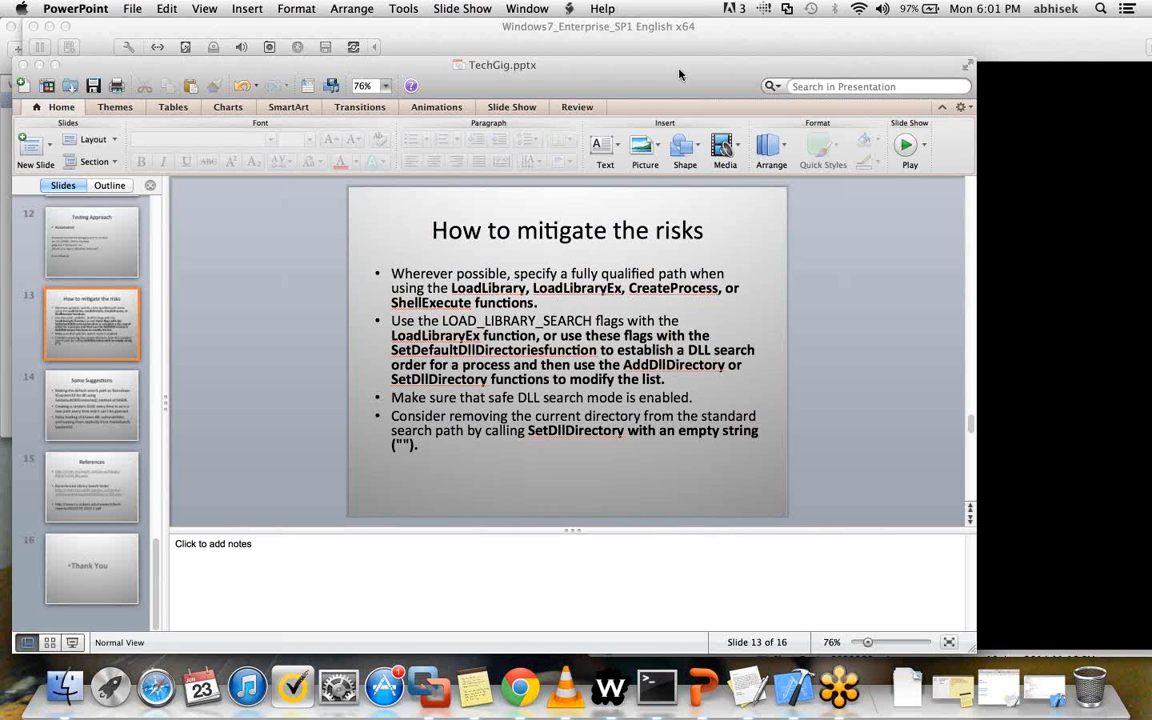 PowerPoint File Edit View Insert Format Arrange Tools Slide Show Window Help 3 97% Mon 6:01 PM abhisek
Windows7_Enterprise_SP1 English x64
TechGig.pptx
76% Search in Presentation
Home Themes Tables Charts SmartArt Transitions Animations Slide Show Review
Slides Font Paragraph Insert Format Slide Show
New Slide Layout Section B I U ABC A A Text Picture Shape Media Arrange Quick Styles Play
Slides Outline
12
Testing Approach
13
How to mitigate the risks
14
Some Suggestions
15
References
16
•Thank You
How to mitigate the risks
• Wherever possible, specify a fully qualified path when
using the LoadLibrary, LoadLibraryEx, CreateProcess, or
ShellExecute functions.
• Use the LOAD_LIBRARY_SEARCH flags with the
LoadLibraryEx function, or use these flags with the
SetDefaultDllDirectoriesfunction to establish a DLL search
order for a process and then use the AddDllDirectory or
SetDllDirectory functions to modify the list.
• Make sure that safe DLL search mode is enabled.
• Consider removing the current directory from the standard
search path by calling SetDllDirectory with an empty string
("").
Click to add notes
Normal View Slide 13 of 16 76%
JUN
23
1
W